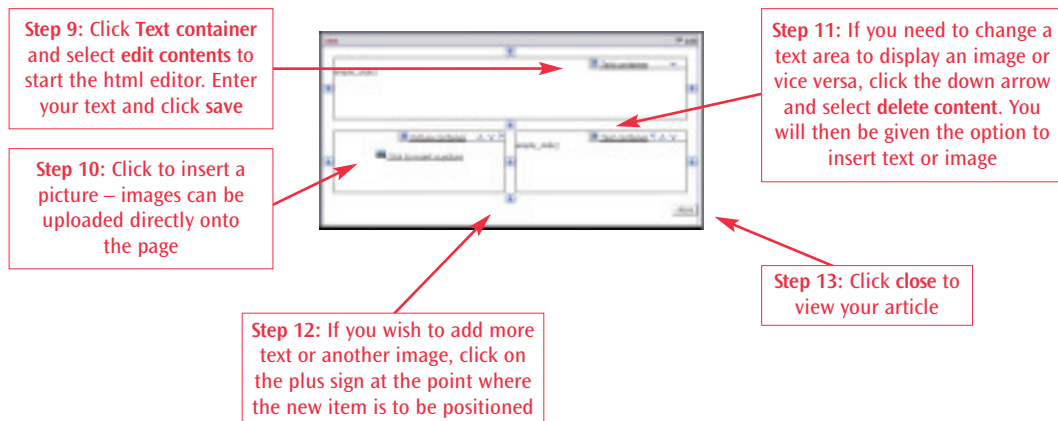 Step 9: Click Text container
and select edit contents to
start the html editor. Enter
your text and click save
Step 10: Click to insert a
picture – images can be
uploaded directly onto
the page
Step 11: If you need to change a
text area to display an image or
vice versa, click the down arrow
and select delete content. You
will then be given the option to
insert text or image
Step 12: If you wish to add more
text or another image, click on
the plus sign at the point where
the new item is to be positioned
Step 13: Click close to
view your article